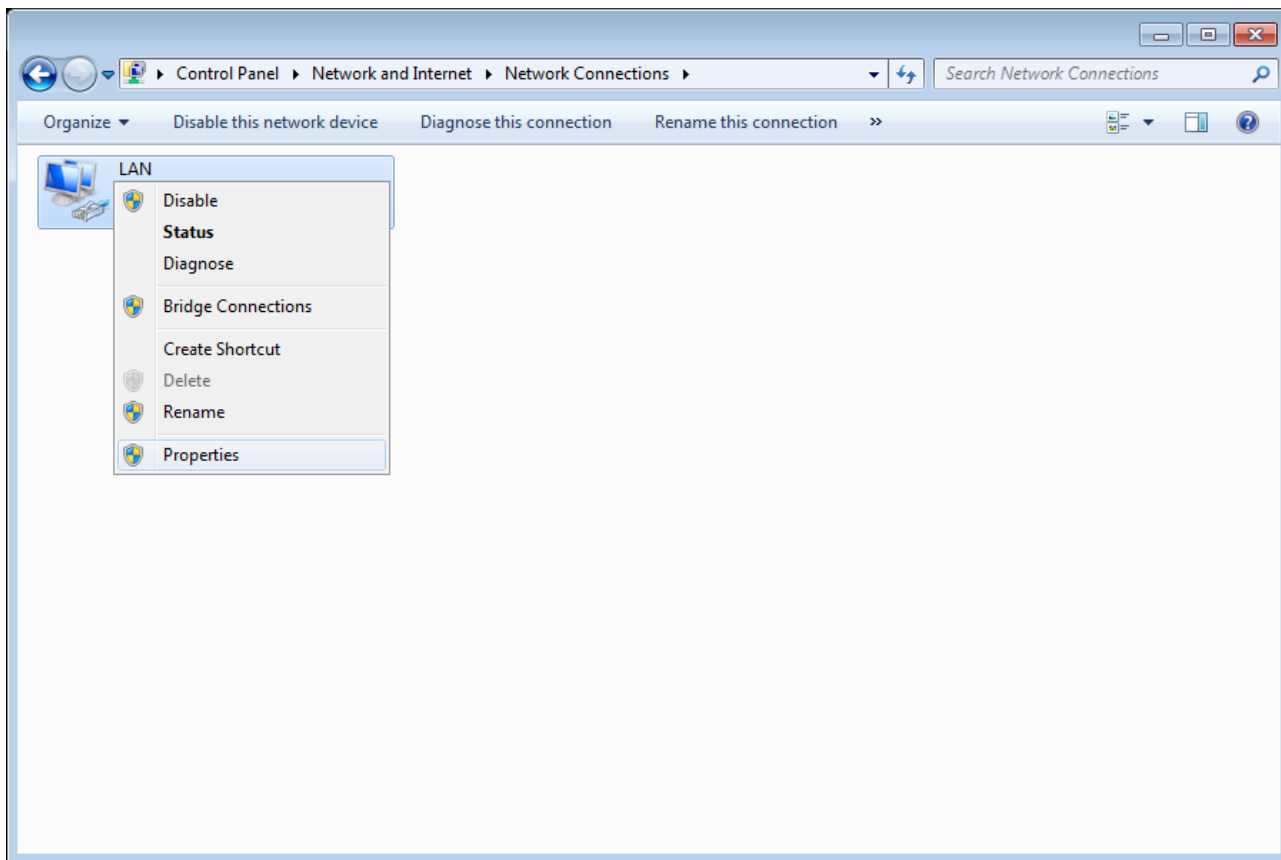 Control Panel Network and Internet Network Connections Search Network Connections
Organize Disable this network device Diagnose this connection Rename this connection »
LAN
Disable
Status
Diagnose
Bridge Connections
Create Shortcut
Delete
Rename
Properties